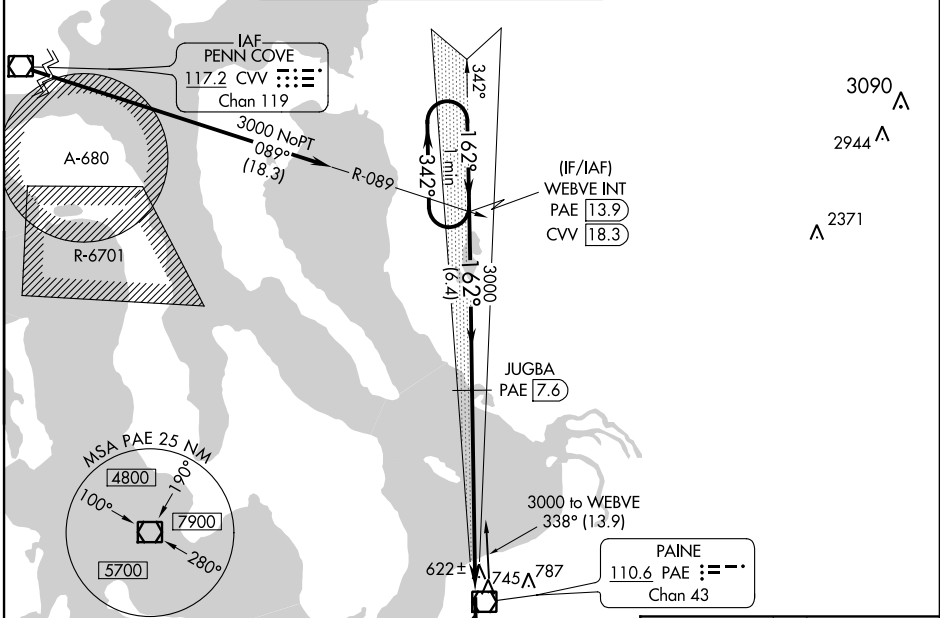 IAF
PENN COVE
117.2 CVV
Chan 119
3000 NoPT
089°
(18.3)
R-089
A-680
R-6701
342°
162°
1 min
342°
(IF/IAF)
WEBVE INT
PAE 13.9
CVV 18.3
3090
2944
2371
3000
162°
(6.4)
JUGBA
PAE 7.6
MSA PAE 25 NM
4800
190°
100°
7900
280°
5700
3000 to WEBVE
338° (13.9)
622±
745
787
PAINE
110.6 PAE
Chan 43